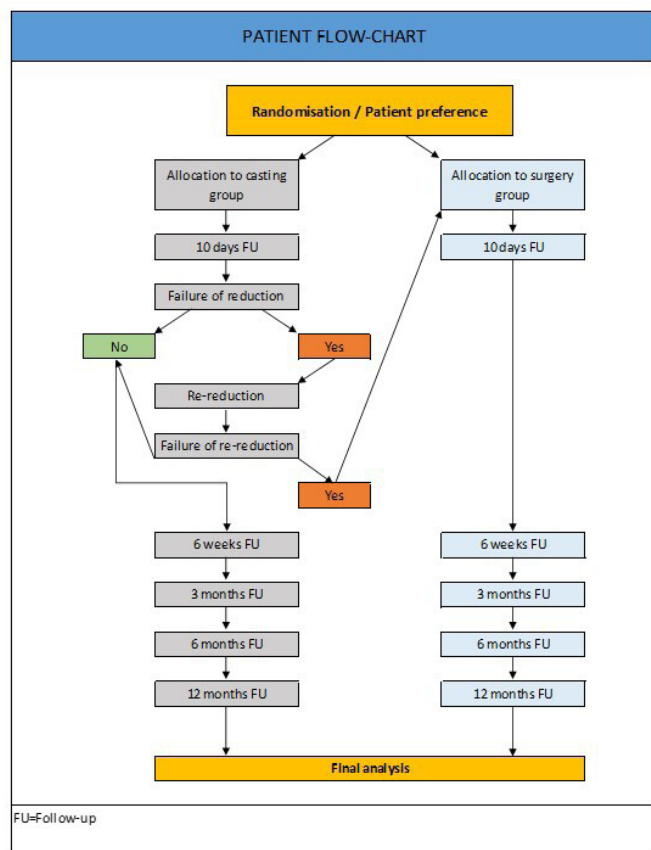 PATIENT FLOW-CHART
Randomisation / Patient preference
Allocation to casting
group
Allocation to surgery
group
10 days FU
10 days FU
Failure of reduction
No
Yes
Re-reduction
Failure of re-reduction
Yes
6 weeks FU
6 weeks FU
3 months FU
3 months FU
6 months FU
6 months FU
12 months FU
12 months FU
Final analysis
FU=Follow-up